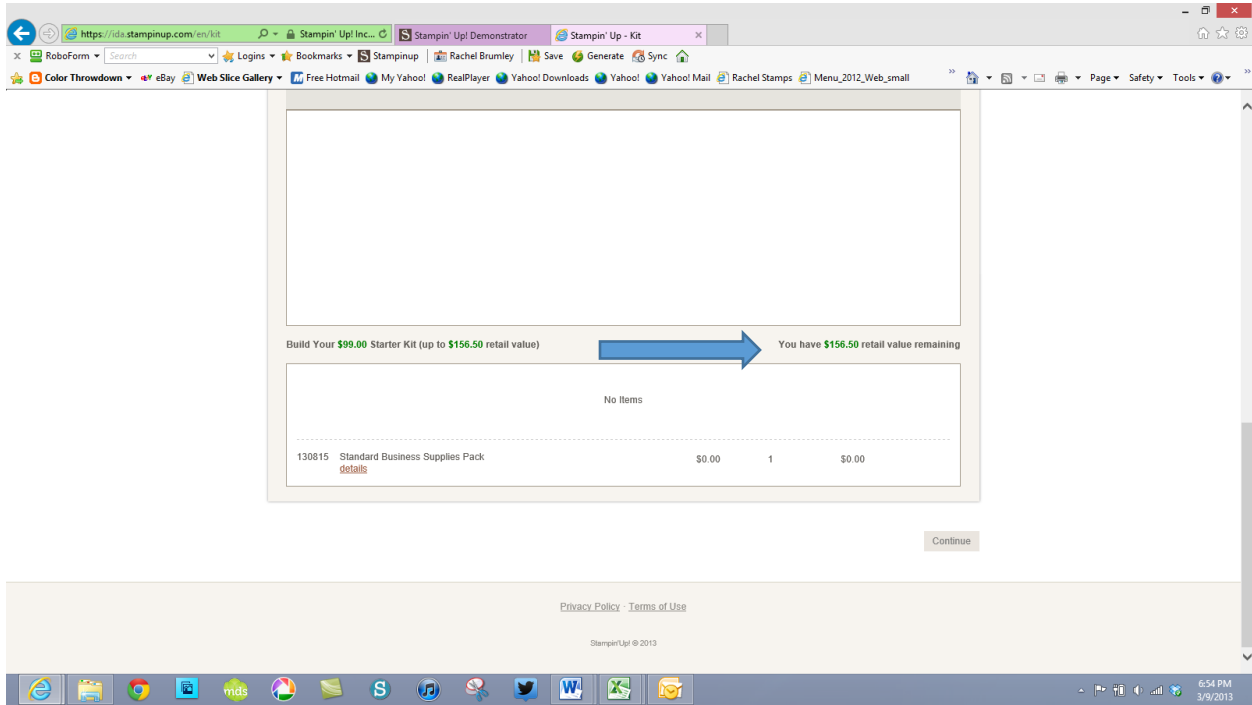 https://ida.stampinup.com/en/kit
Stampin' Up! Inc...
Stampin' Up! Demonstrator
Stampin' Up - Kit
x RoboForm Search Logins Bookmarks Stampinup Rachel Brumley Save Generate Sync
Color Throwdown eBay Web Slice Gallery Free Hotmail My Yahoo! RealPlayer Yahoo! Downloads Yahoo! Yahoo! Mail Rachel Stamps Menu_2012_Web_small » Page Safety Tools »
Build Your $99.00 Starter Kit (up to $156.50 retail value) You have $156.50 retail value remaining
No Items
130815 Standard Business Supplies Pack $0.00 1 $0.00
details
Continue
Privacy Policy · Terms of Use
Stampin'Up! © 2013
mds
6:54 PM
3/9/2013